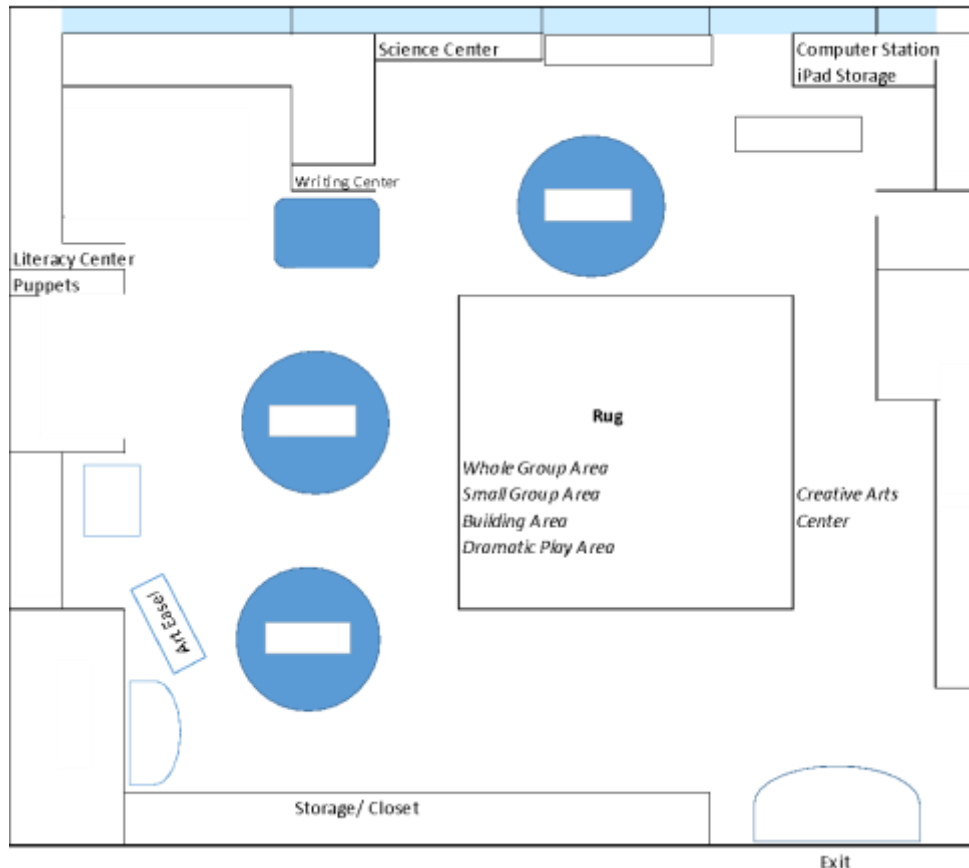 Science Center
Computer Station
iPad Storage
Writing Center
Literacy Center
Puppets
Rug
Whole Group Area
Small Group Area
Building Area
Dramatic Play Area
Creative Arts
Center
Art Easel
Storage/ Closet
Exit